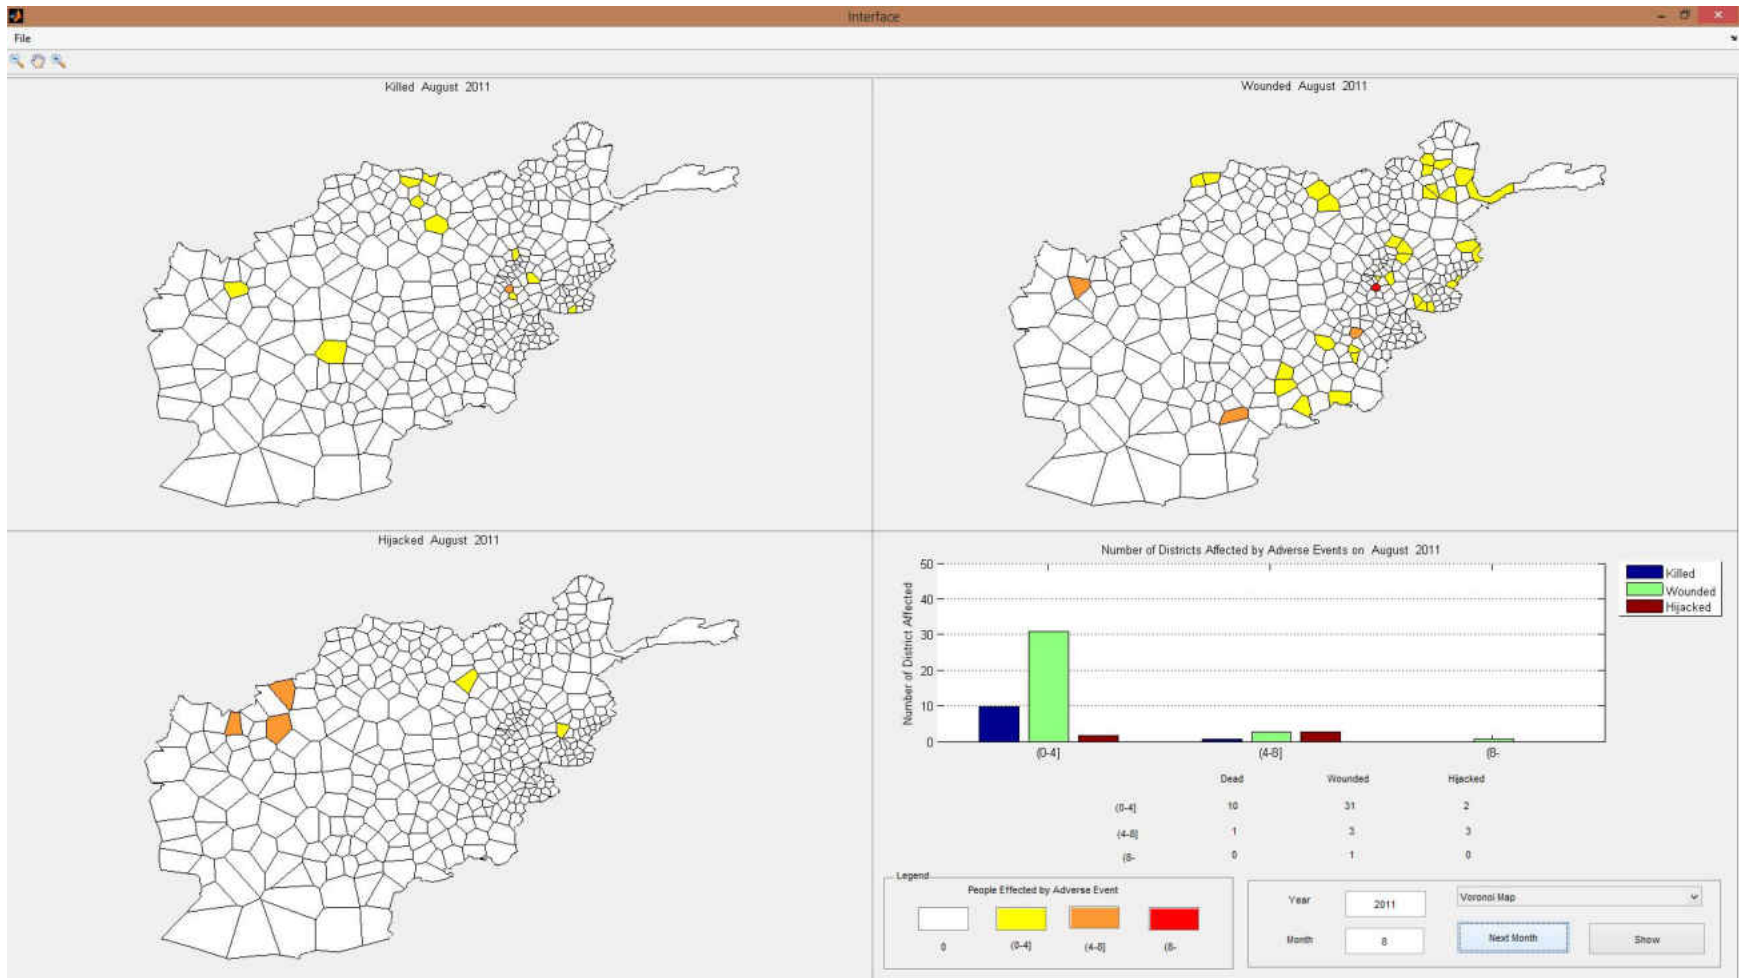 Interface
File
Killed August 2011
Wounded August 2011
Hijacked August 2011
Number of Districts Affected by Adverse Events on August 2011
Number of District Affected
50
40
30
20
10
0
(0-4]
(4-8]
(8-
Killed
Wounded
Hijacked
Dead Wounded Hijacked
(0-4] 10 31 2
(4-8] 1 3 3
(8- 0 1 0
Legend
People Effected by Adverse Event
0 (0-4] (4-8] (8-
Year 2011 Voronoi Map
Month 8 Next Month Show